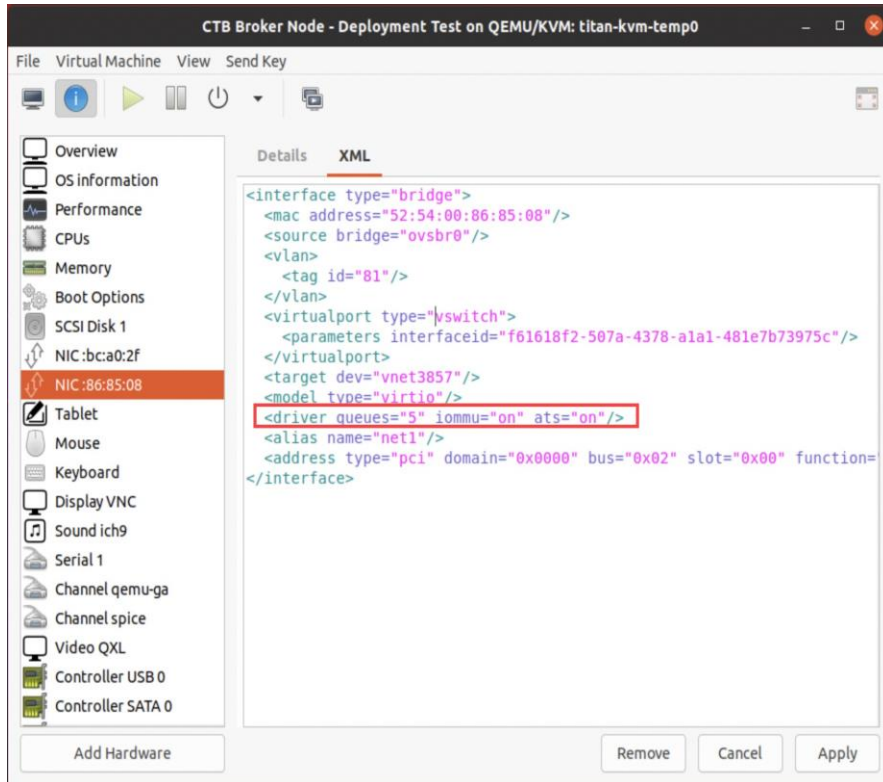 CTB Broker Node - Deployment Test on QEMU/KVM: titan-kvm-temp0
File Virtual Machine View Send Key
Overview
OS information
Performance
CPUs
Memory
Boot Options
SCSI Disk 1
NIC :bc:a0:2f
NIC :86:85:08
Tablet
Mouse
Keyboard
Display VNC
Sound ich9
Serial 1
Channel qemu-ga
Channel spice
Video QXL
Controller USB 0
Controller SATA 0
Add Hardware
Details XML
<interface type="bridge">
<mac address="52:54:00:86:85:08"/>
<source bridge="ovsbr0"/>
<vlan>
<tag id="81"/>
</vlan>
<virtualport type="vswitch">
<parameters interfaceid="f61618f2-507a-4378-a1a1-481e7b73975c"/>
</virtualport>
<target dev="vnet3857"/>
<model type="virtio"/>
<driver queues="5" iommu="on" ats="on"/>
<alias name="net1"/>
<address type="pci" domain="0x0000" bus="0x02" slot="0x00" function='
</interface>
Remove Cancel Apply